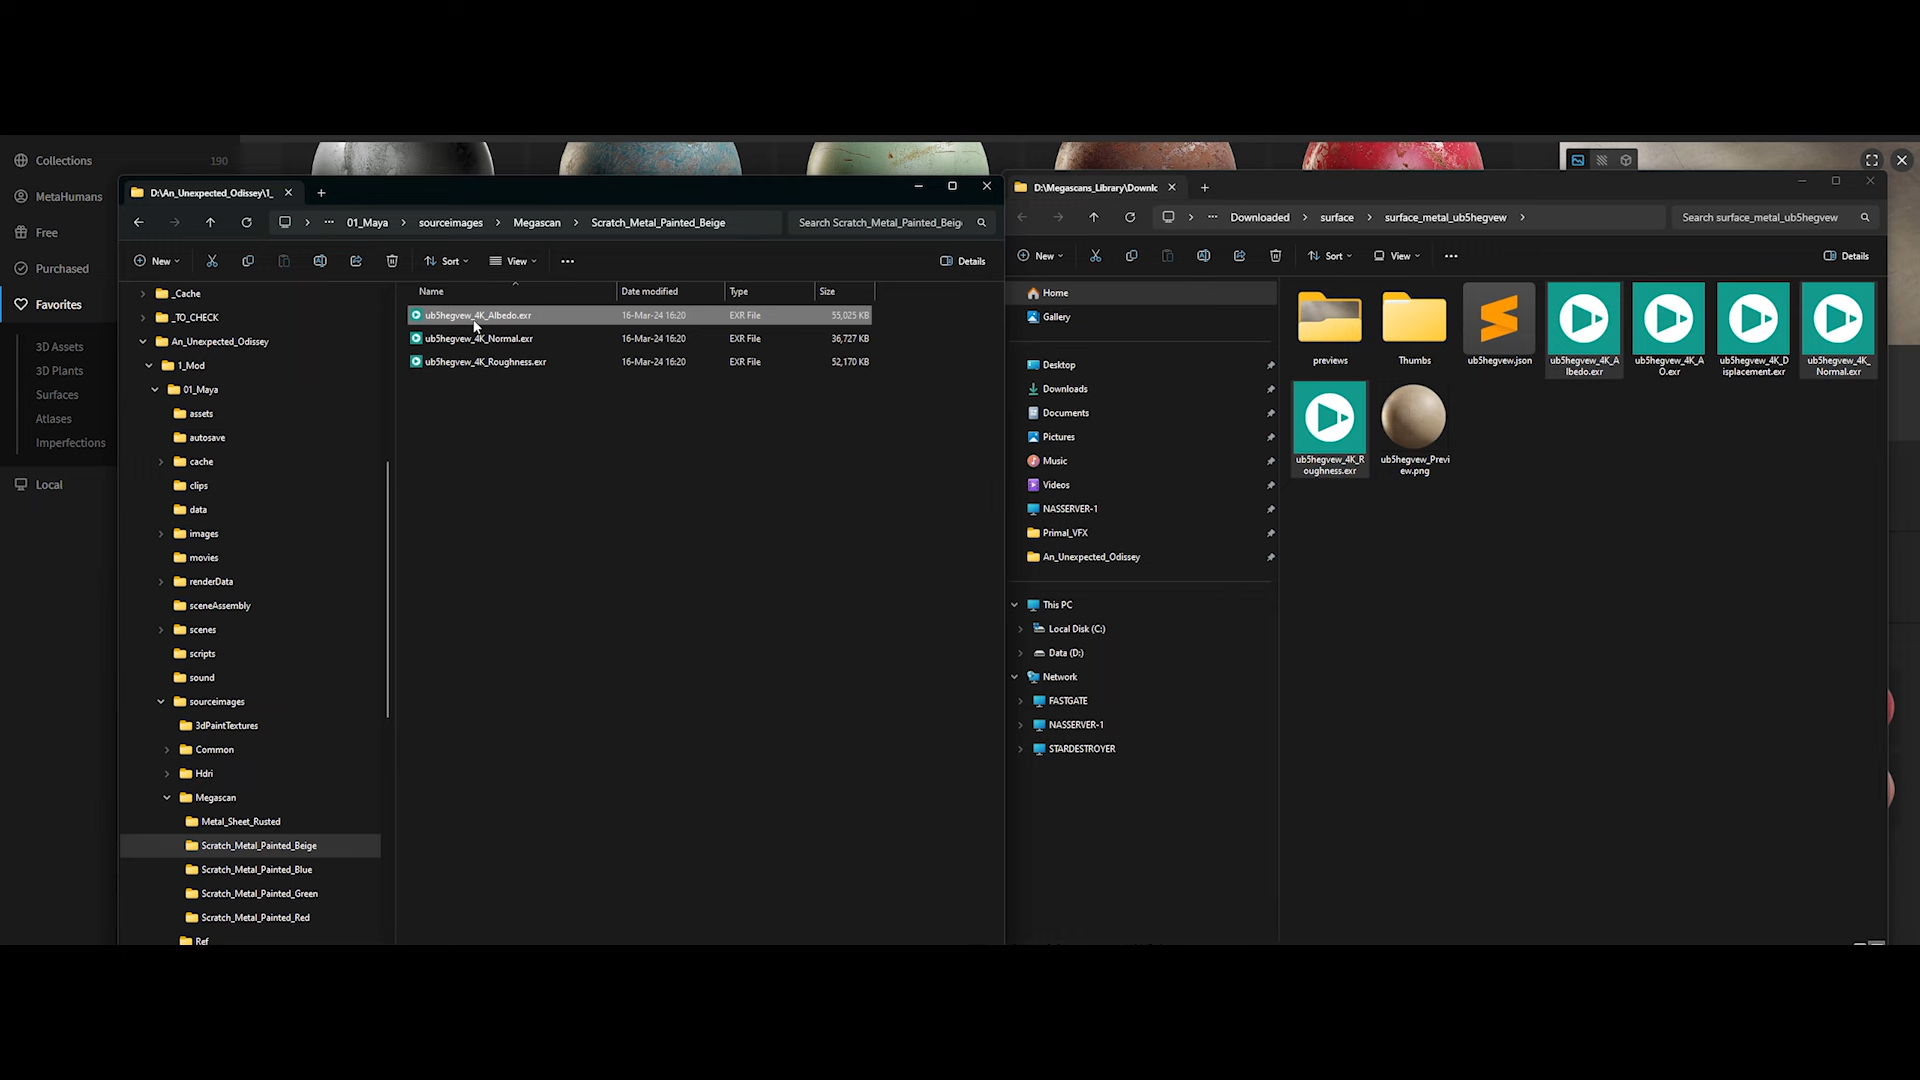 Collections 190
MetaHumans
Free
Purchased
Favorites
3D Assets
3D Plants
Surfaces
Atlases
Imperfections
Local
D:\An_Unexpected_Odissey\1_
01_Maya
sourceimages
Megascan
Scratch_Metal_Painted_Beige
Search Scratch_Metal_Painted_Beig
New
Sort
View
Details
_Cache
_TO_CHECK
An_Unexpected_Odissey
1_Mod
01_Maya
assets
autosave
cache
clips
data
images
movies
renderData
sceneAssembly
scenes
scripts
sound
sourceimages
3dPaintTextures
Common
Hdri
Megascan
Metal_Sheet_Rusted
Scratch_Metal_Painted_Beige
Scratch_Metal_Painted_Blue
Scratch_Metal_Painted_Green
Scratch_Metal_Painted_Red
Ref
Name Date modified Type Size
ub5hegvew_4K_Albedo.exr 16-Mar-24 16:20 EXR File 55,025 KB
ub5hegvew_4K_Normal.exr 16-Mar-24 16:20 EXR File 36,727 KB
ub5hegvew_4K_Roughness.exr 16-Mar-24 16:20 EXR File 52,170 KB
D:\Megascans_Library\Downlc
Downloaded
surface
surface_metal_ub5hegvew
Search surface_metal_ub5hegvew
New
Sort
View
Details
Home
Gallery
Desktop
Downloads
Documents
Pictures
Music
Videos
NASSERVER-1
Primal_VFX
An_Unexpected_Odissey
This PC
Local Disk (C:)
Data (D:)
Network
FASTGATE
NASSERVER-1
STARDESTROYER
previews
Thumbs
ub5hegvew.json
ub5hegvew_4K_A
lbedo.exr
ub5hegvew_4K_A
O.exr
ub5hegvew_4K_D
isplacement.exr
ub5hegvew_4K_
Normal.exr
ub5hegvew_4K_R
oughness.exr
ub5hegvew_Previ
ew.png